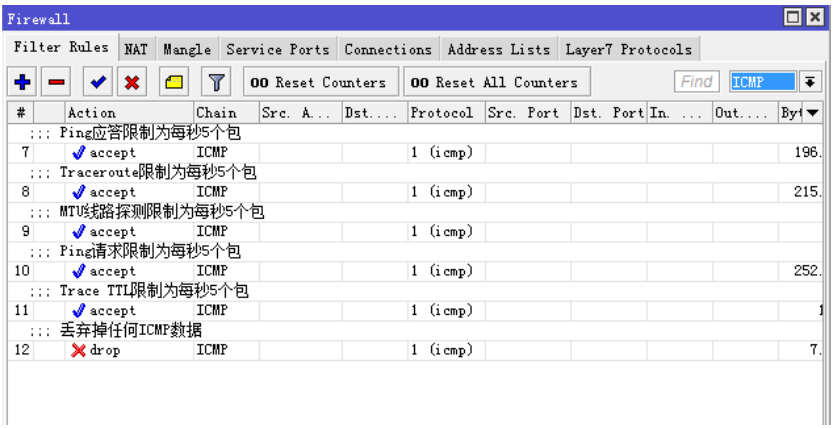 Firewall
Filter Rules NAT Mangle Service Ports Connections Address Lists Layer7 Protocols
00 Reset Counters 00 Reset All Counters Find ICMP
# Action Chain Src. A... Dst.... Protocol Src. Port Dst. Port In. ... Out.... Byt
;;; Ping应答限制为每秒5个包
7 accept ICMP 1 (icmp) 196.
;;; Traceroute限制为每秒5个包
8 accept ICMP 1 (icmp) 215.
;;; MTU线路探测限制为每秒5个包
9 accept ICMP 1 (icmp)
;;; Ping请求限制为每秒5个包
10 accept ICMP 1 (icmp) 252.
;;; Trace TTL限制为每秒5个包
11 accept ICMP 1 (icmp) 1
;;; 丢弃掉任何ICMP数据
12 drop ICMP 1 (icmp) 7.